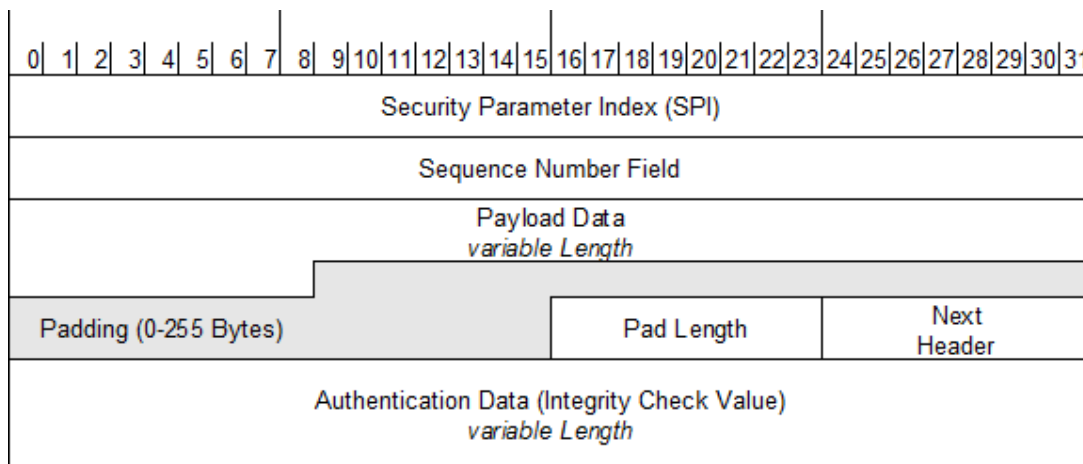 0 1 2 3 4 5 6 7 8 9 10 11 12 13 14 15 16 17 18 19 20 21 22 23 24 25 26 27 28 29 30 31
Security Parameter Index (SPI)
Sequence Number Field
Payload Data
variable Length
Padding (0-255 Bytes)
Pad Length
Next
Header
Authentication Data (Integrity Check Value)
variable Length